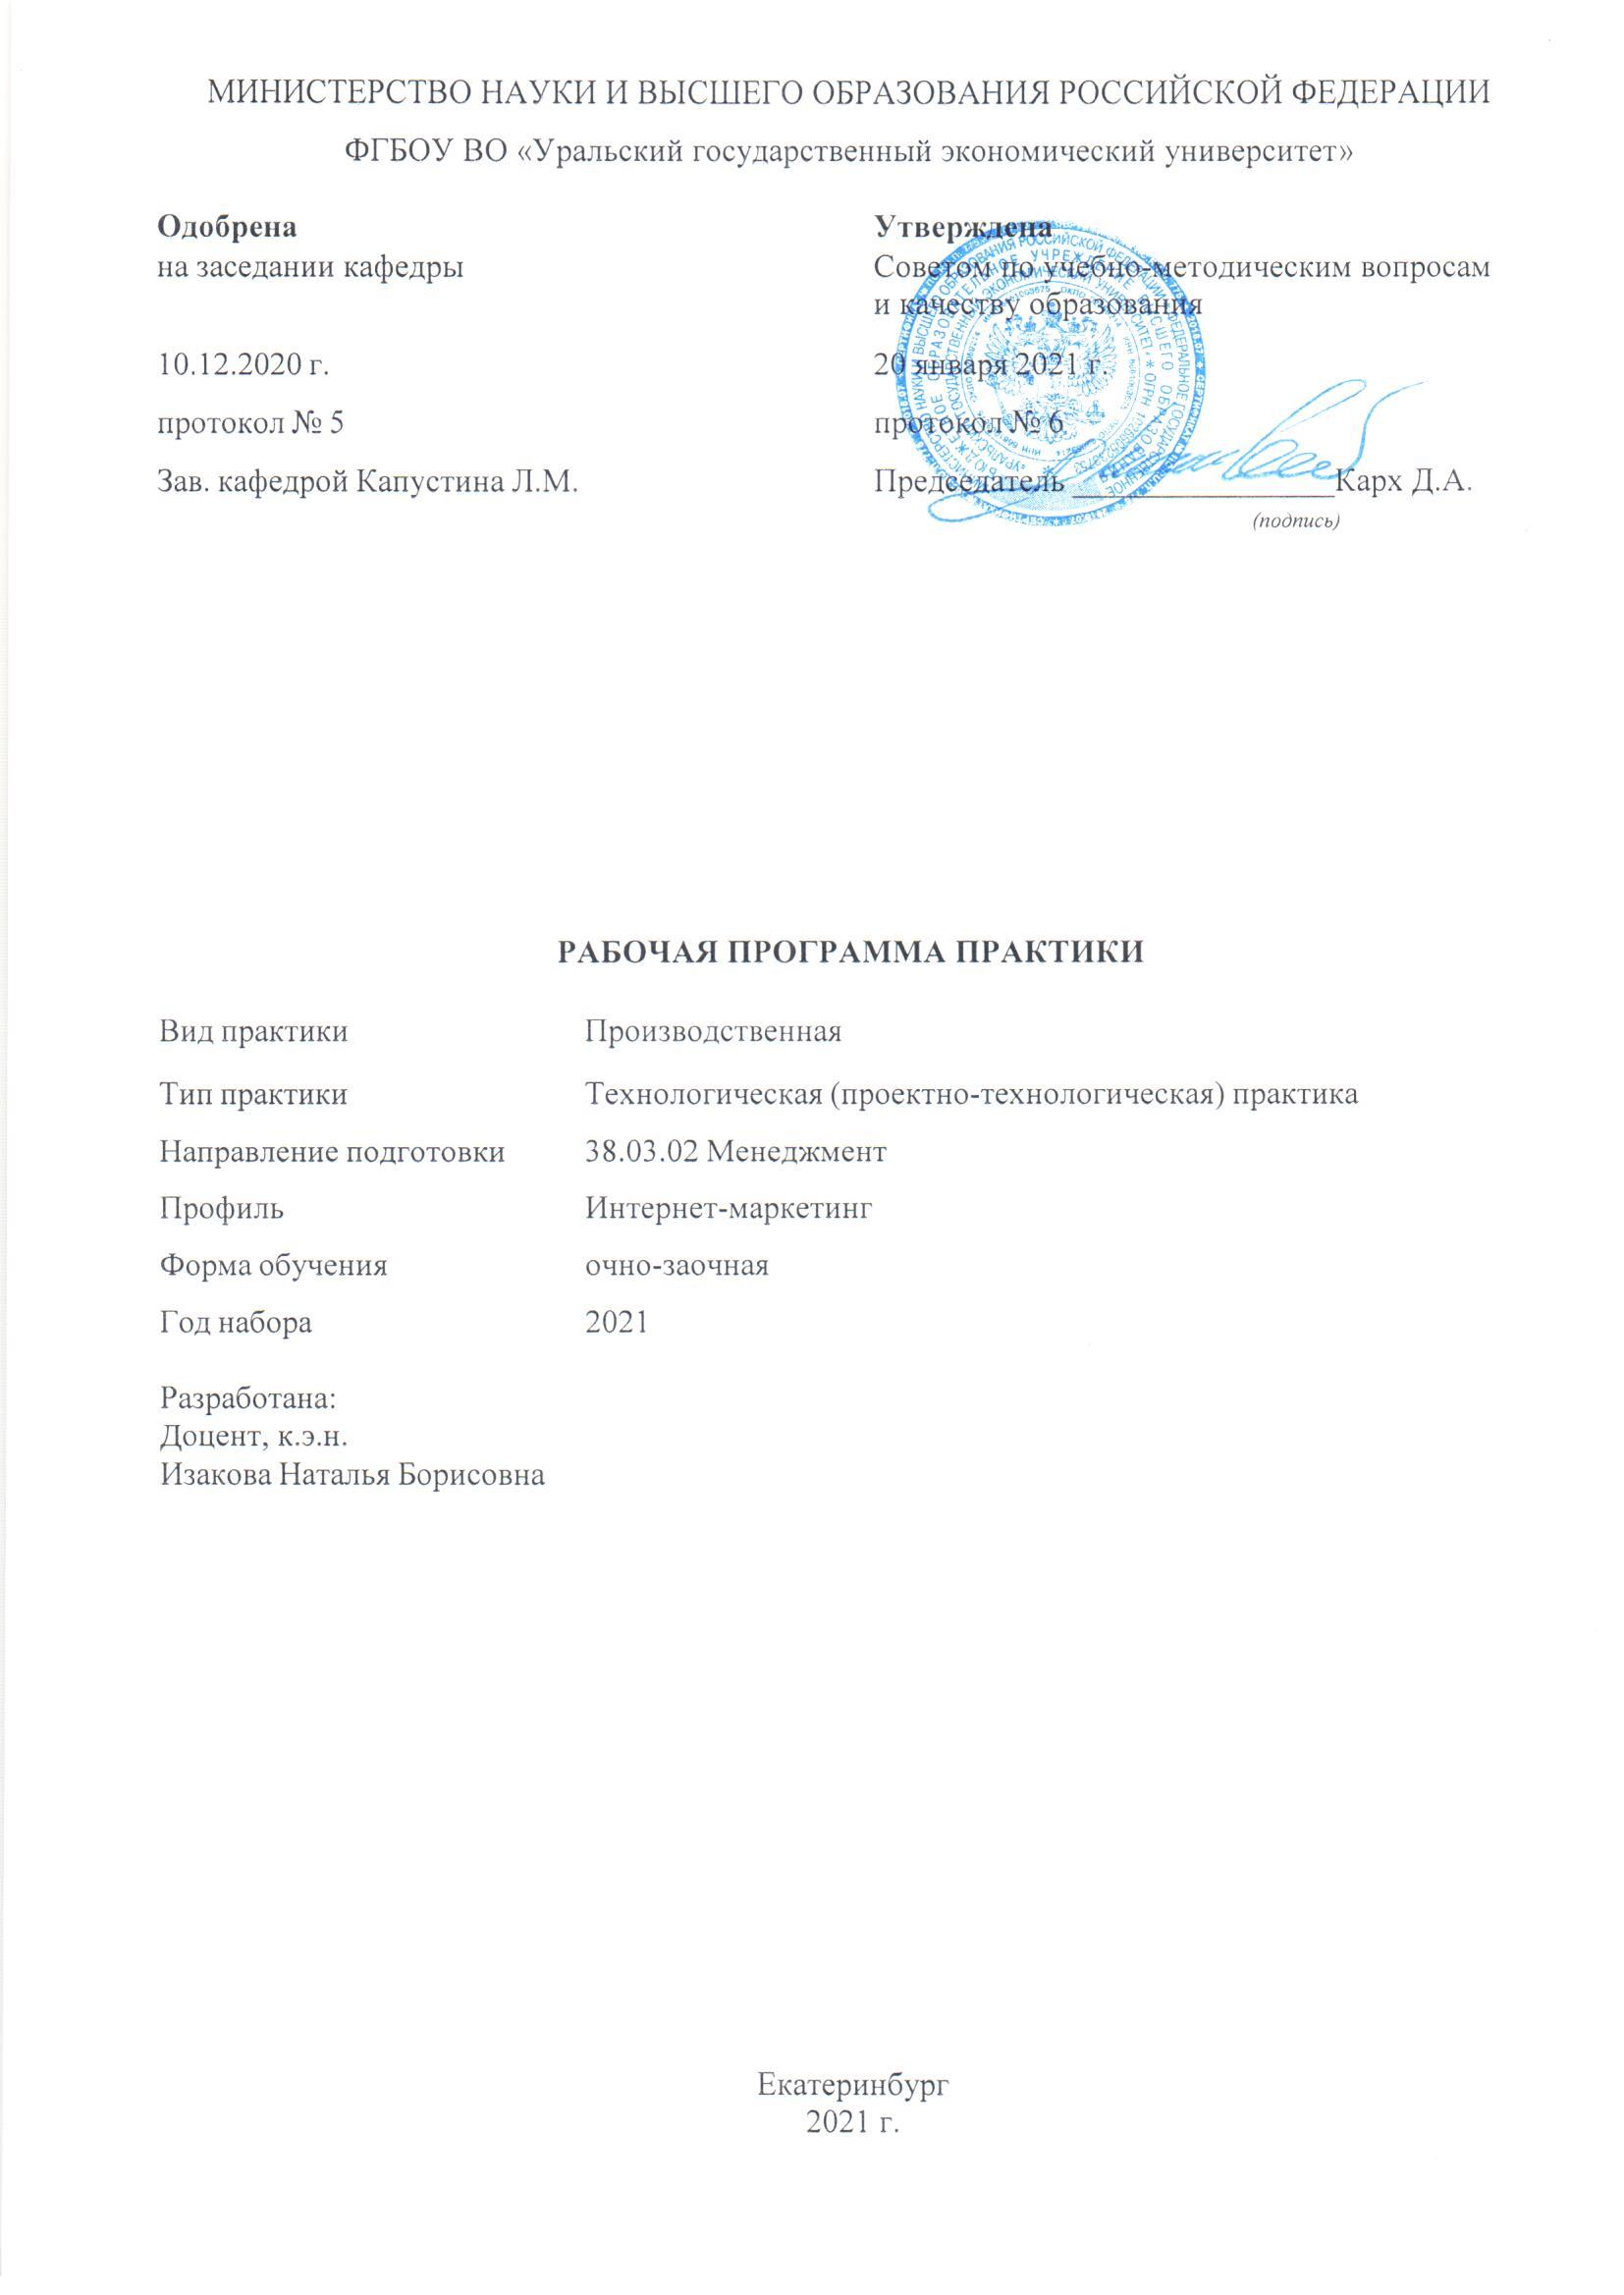 МИНИСТЕРСТВО НАУКИ И ВЫСШЕГО ОБРАЗОВАНИЯ РОССИЙСКОЙ ФЕДЕРАЦИИ
ФГБОУ ВО «Уральский государственный экономический университет»
Одобрена
на заседании кафедры
10.12.2020 г.
протокол № 5
Зав. кафедрой Капустина Л.М.
Утверждена
Советом по учебно-методическим вопросам
и качеству образования
20 января 2021 г.
протокол № 6
Председатель ________________Карх Д.А.
(подпись)
РАБОЧАЯ ПРОГРАММА ПРАКТИКИ
Вид практики Производственная
Тип практики Технологическая (проектно-технологическая) практика
Направление подготовки 38.03.02 Менеджмент
Профиль Интернет-маркетинг
Форма обучения очно-заочная
Год набора 2021
Разработана:
Доцент, к.э.н.
Изакова Наталья Борисовна
Екатеринбург
2021 г.